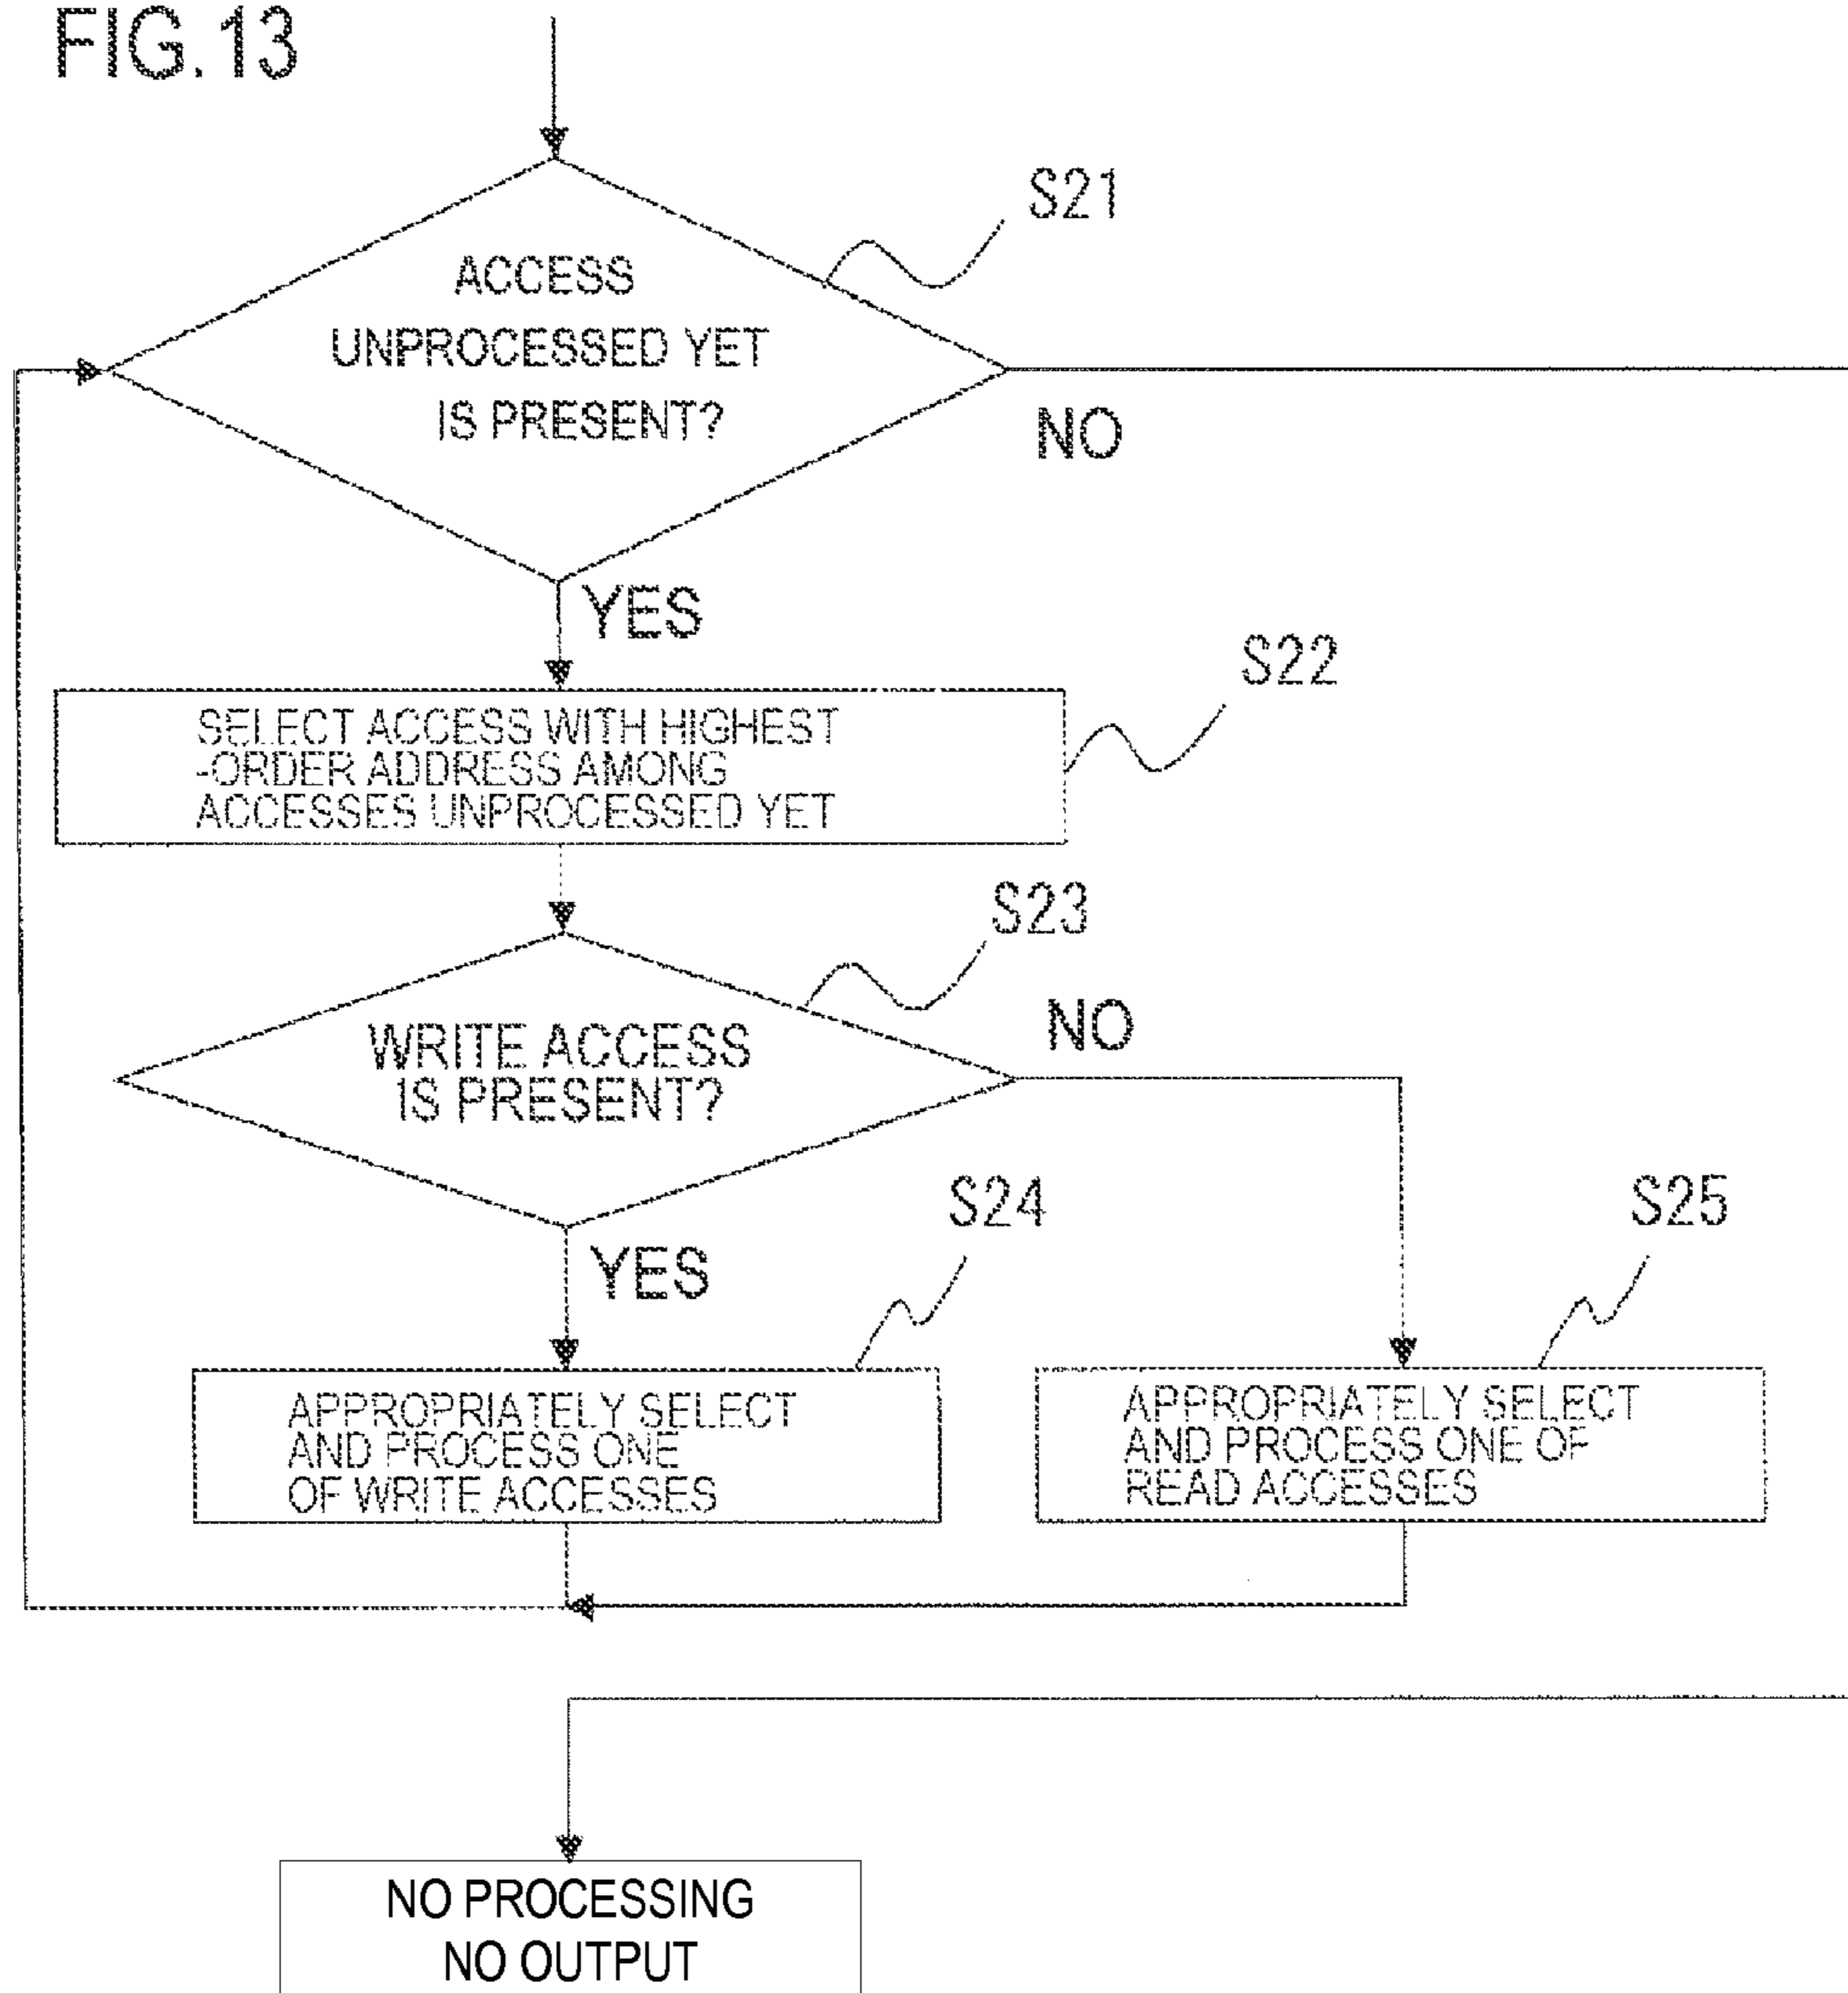 FIG.13
S21
ACCESS
UNPROCESSED YET
IS PRESENT?
NO
YES
S22
SELECT ACCESS WITH HIGHEST
-ORDER ADDRESS AMONG
ACCESSES UNPROCESSED YET
S23
NO
WRITE ACCESS
IS PRESENT?
S24
S25
YES
APPROPRIATELY SELECT
AND PROCESS ONE
OF WRITE ACCESSES
APPROPRIATELY SELECT
AND PROCESS ONE OF
READ ACCESSES
NO PROCESSING
NO OUTPUT